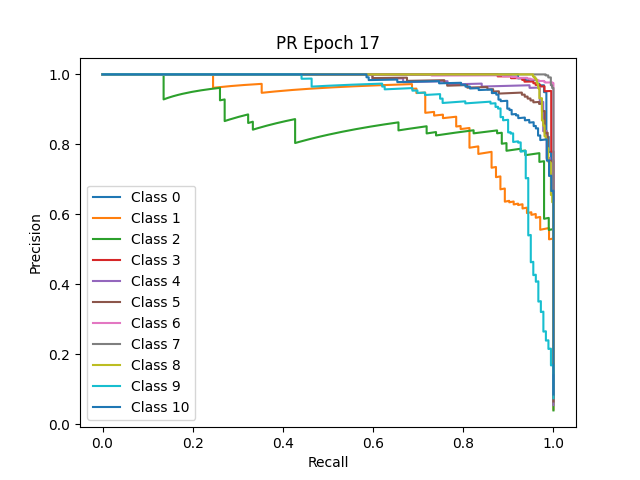 PR Epoch 17
Precision
1.0
0.8
0.6
0.4
0.2
0.0
Class 0
Class 1
Class 2
Class 3
Class 4
Class 5
Class 6
Class 7
Class 8
Class 9
Class 10
0.0 0.2 0.4 0.6 0.8 1.0
Recall